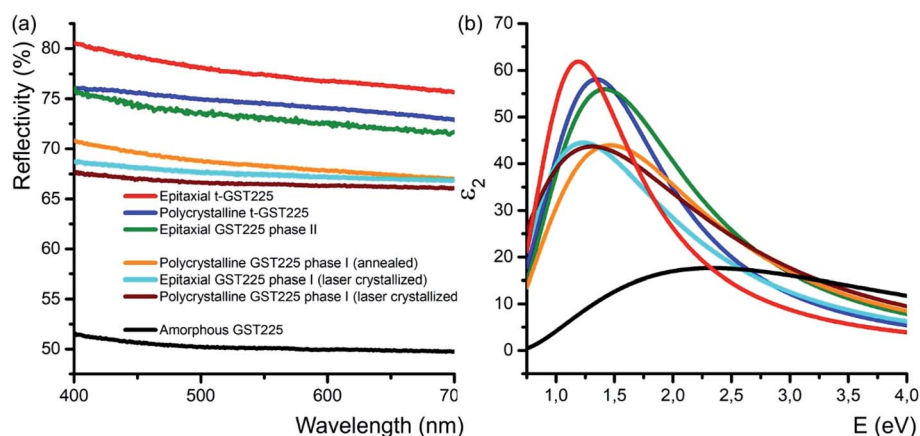 (a)
80
75
70
65
60
55
50
Reflectivity (%)
Epitaxial t-GST225
Polycrystalline t-GST225
Epitaxial GST225 phase II
Polycrystalline GST225 phase I (annealed)
Epitaxial GST225 phase I (laser crystallized)
Polycrystalline GST225 phase I (laser crystallized
Amorphous GST225
400
500
600
70
Wavelength (nm)
(b)
70
60
50
40
30
20
10
0
ε2
1,0
1,5
2,0
2,5
3,0
3,5
4,0
E (eV)